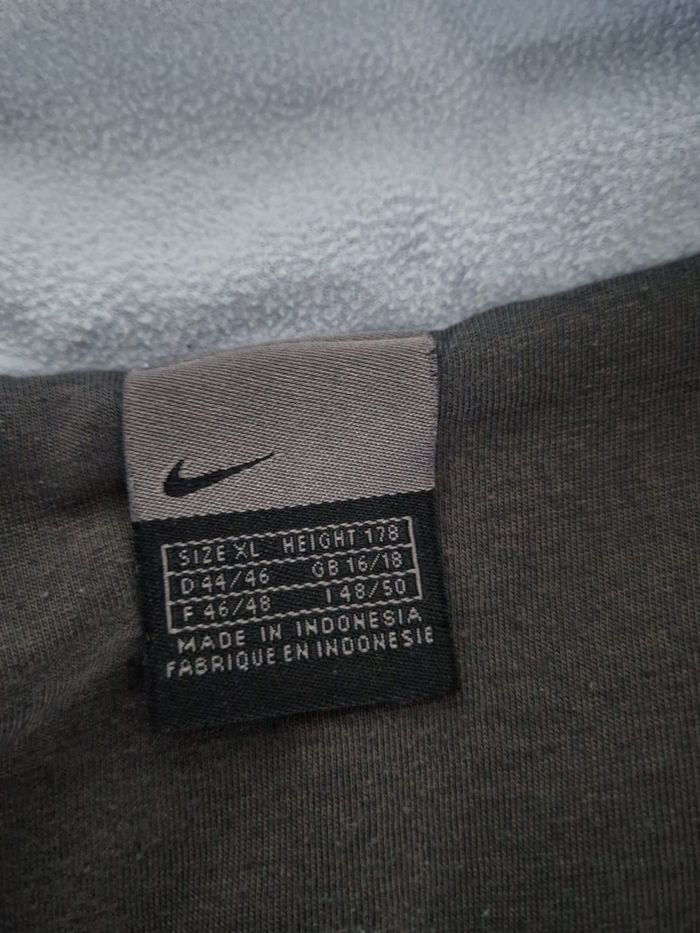 SIZE XL HEIGHT 178
D 44/46 GB 16/18
F 46/48 I 48/50
MADE IN INDONESIA
FABRIQUE EN INDONESIE